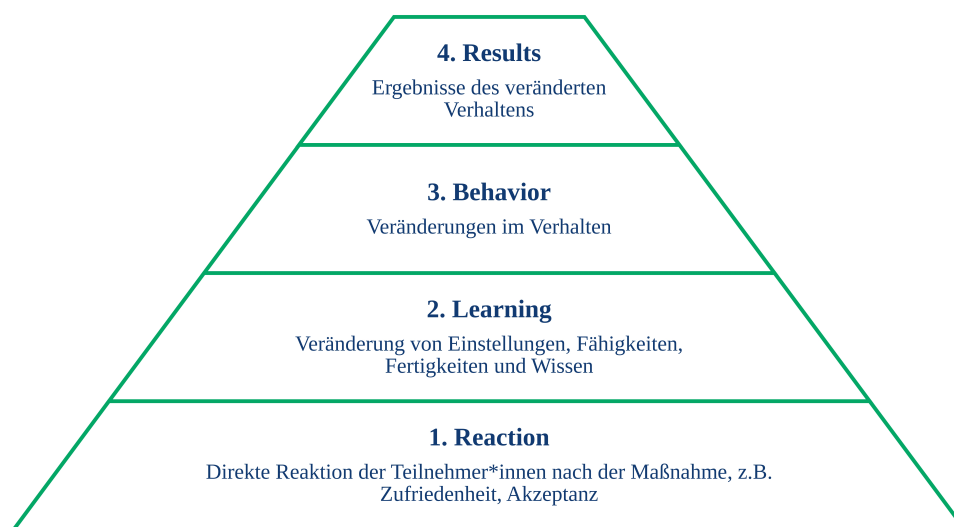 4. Results
Ergebnisse des veränderten
Verhaltens
3. Behavior
Veränderungen im Verhalten
2. Learning
Veränderung von Einstellungen, Fähigkeiten,
Fertigkeiten und Wissen
1. Reaction
Direkte Reaktion der Teilnehmer*innen nach der Maßnahme, z.B.
Zufriedenheit, Akzeptanz